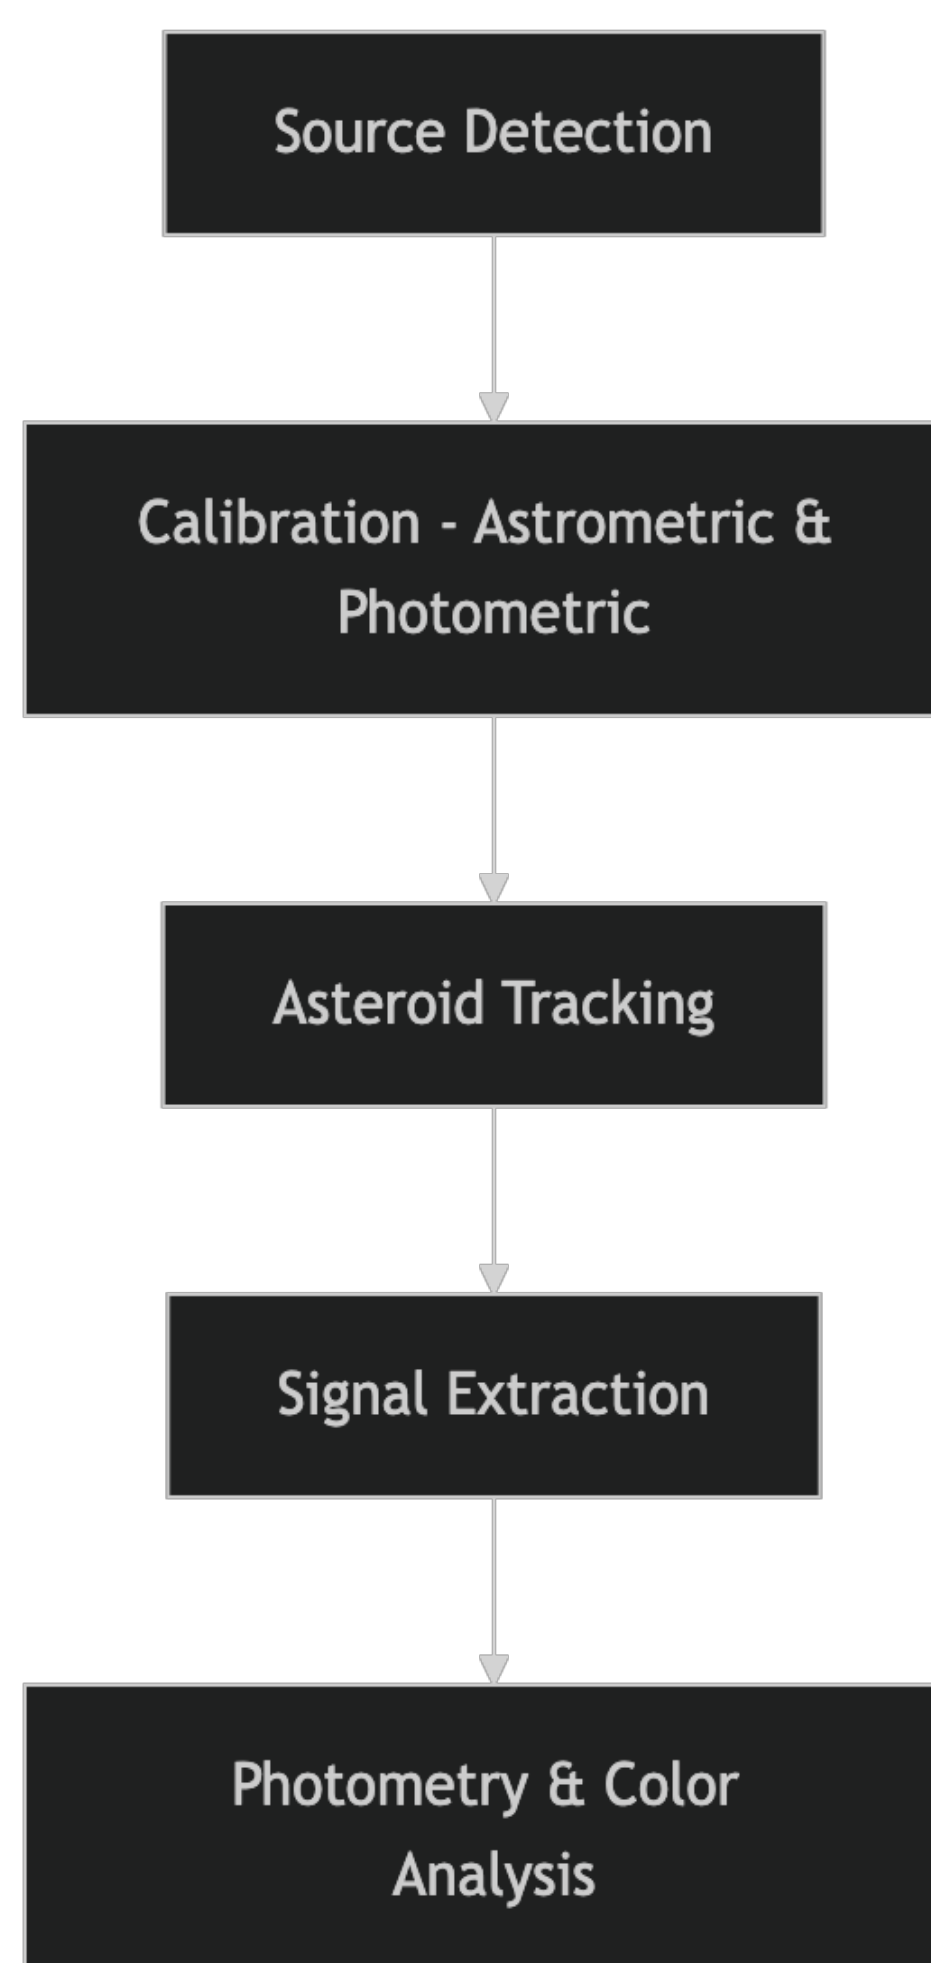 Source Detection
Calibration - Astrometric &
Photometric
Asteroid Tracking
Signal Extraction
Photometry & Color
Analysis